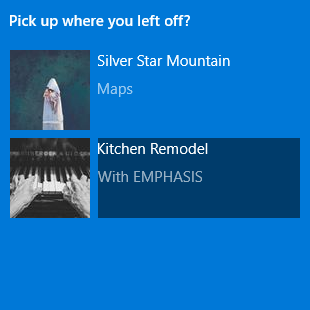 Pick up where you left off?
Silver Star Mountain
Maps
Kitchen Remodel
With EMPHASIS